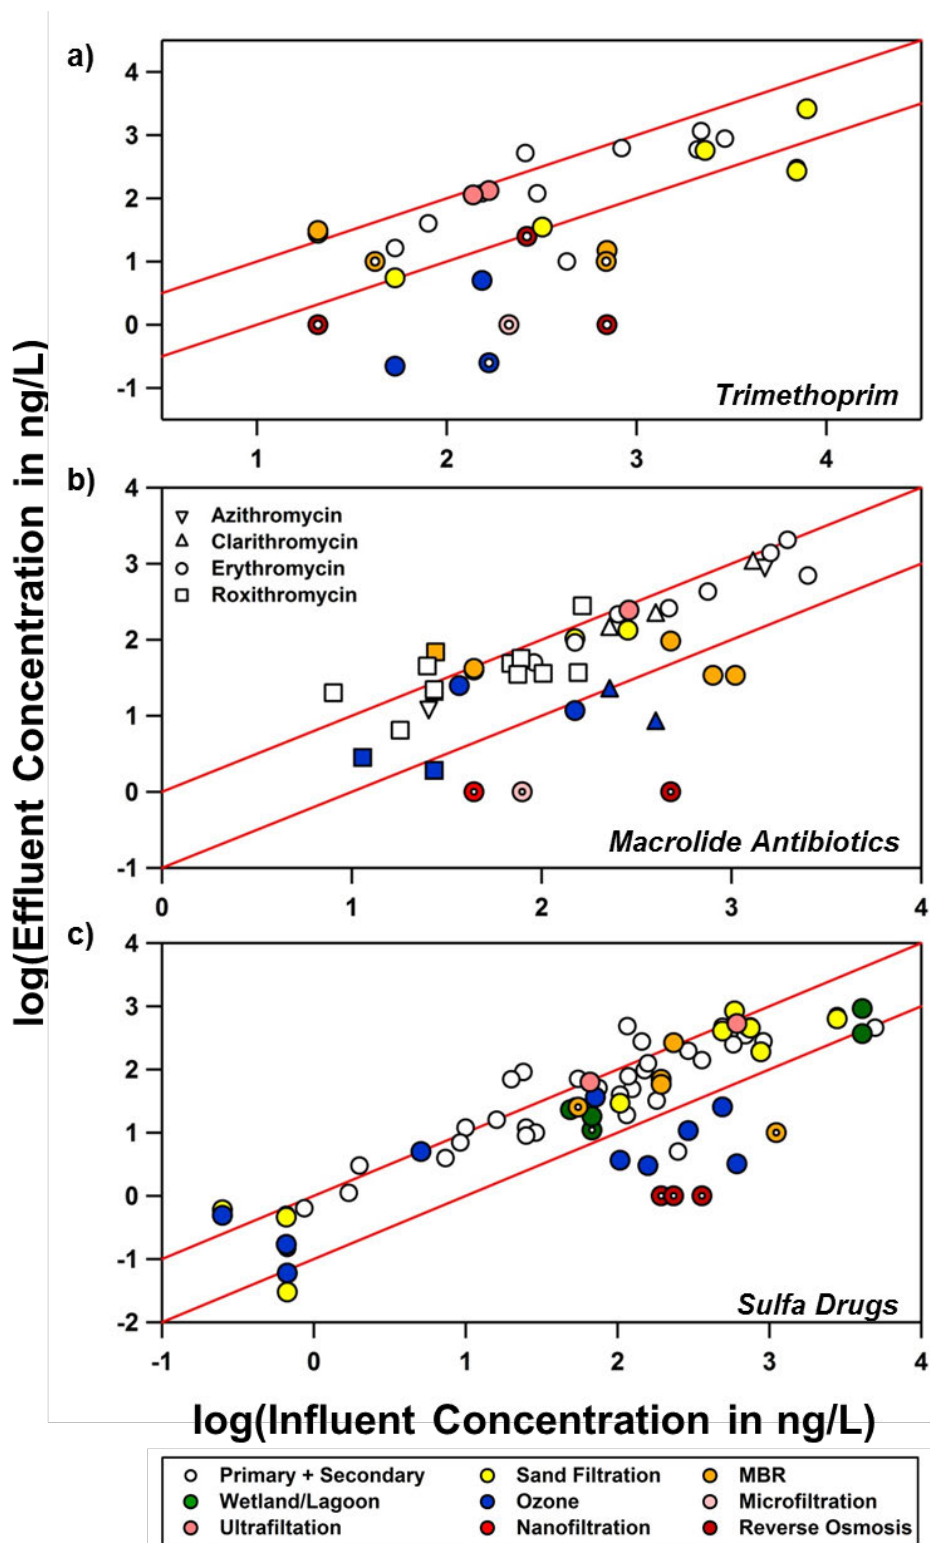 a)
4
3
2
1
0
-1
Trimethoprim
1 2 3 4
log(Effluent Concentration in ng/L)
b)
4
3
2
1
0
-1
Azithromycin
Clarithromycin
Erythromycin
Roxithromycin
Macrolide Antibiotics
0 1 2 3 4
c)
4
3
2
1
0
-1
-2
Sulfa Drugs
-1 0 1 2 3 4
log(Influent Concentration in ng/L)
Primary + Secondary Sand Filtration MBR
Wetland/Lagoon Ozone Microfiltration
Ultrafiltation Nanofiltration Reverse Osmosis